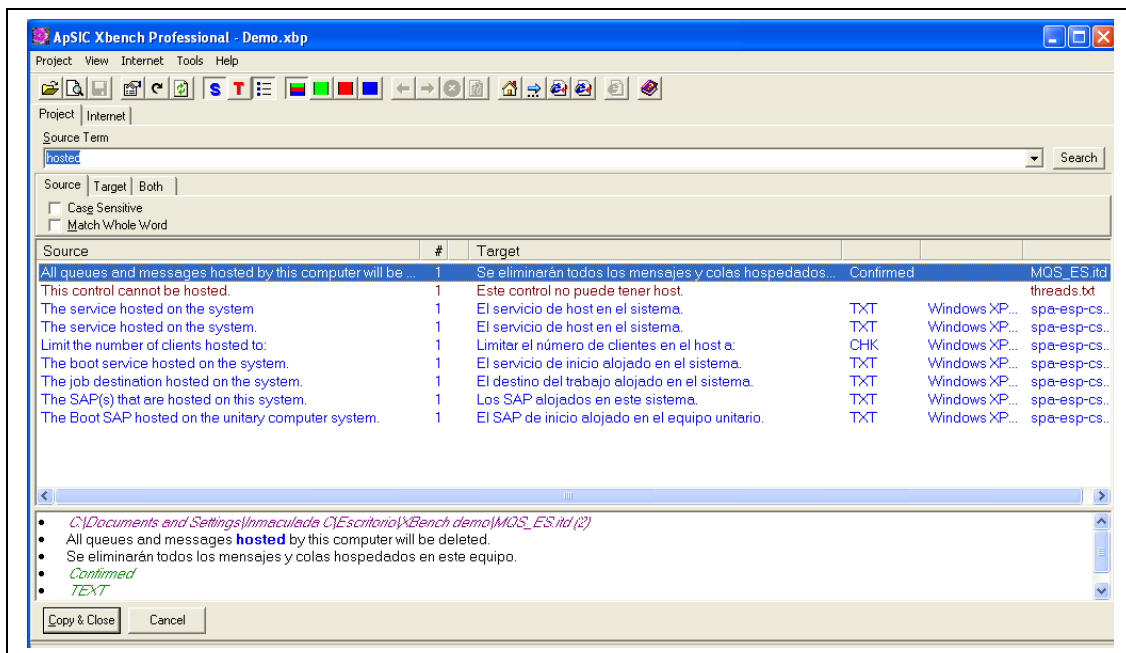 ApSIC Xbench Professional - Demo.xbp
Project View Internet Tools Help
S T
Project Internet
Source Term
hosted Search
Source Target Both
Case Sensitive
Match Whole Word
Source # Target
All queues and messages hosted by this computer will be ... 1 Se eliminarán todos los mensajes y colas hospedados... Confirmed MQS_ES.itd
This control cannot be hosted. 1 Este control no puede tener host. threads.txt
The service hosted on the system 1 El servicio de host en el sistema. TXT Windows XP... spa-esp-cs..
The service hosted on the system. 1 El servicio de host en el sistema. TXT Windows XP... spa-esp-cs..
Limit the number of clients hosted to: 1 Limitar el número de clientes en el host a: CHK Windows XP... spa-esp-cs..
The boot service hosted on the system. 1 El servicio de inicio alojado en el sistema. TXT Windows XP... spa-esp-cs..
The job destination hosted on the system. 1 El destino del trabajo alojado en el sistema. TXT Windows XP... spa-esp-cs..
The SAP(s) that are hosted on this system. 1 Los SAP alojados en este sistema. TXT Windows XP... spa-esp-cs..
The Boot SAP hosted on the unitary computer system. 1 El SAP de inicio alojado en el equipo unitario. TXT Windows XP... spa-esp-cs..
C:\Documents and Settings\Inmaculada C\Escritorio\XBench demo\MQS_ES.itd (2)
All queues and messages hosted by this computer will be deleted.
Se eliminarán todos los mensajes y colas hospedados en este equipo.
Confirmed
TEXT
Copy & Close Cancel